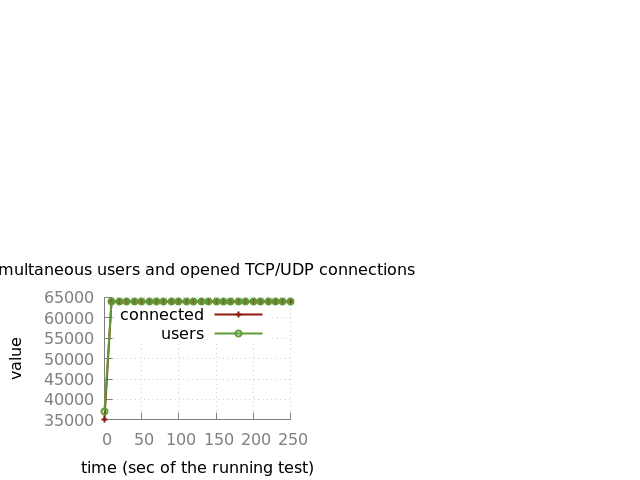 multaneous users and opened TCP/UDP connections
65000
60000
55000
50000
45000
40000
35000
connected
users
value
0 50 100 150 200 250
time (sec of the running test)